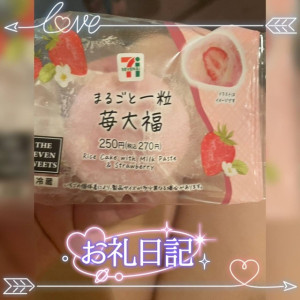 Love
まるごと一粒
苺大福
250円(税込270円)
Rice Cake with Milk Paste
& Strawberry
THE
SEVEN
SWEETS
冷蔵
お礼日記